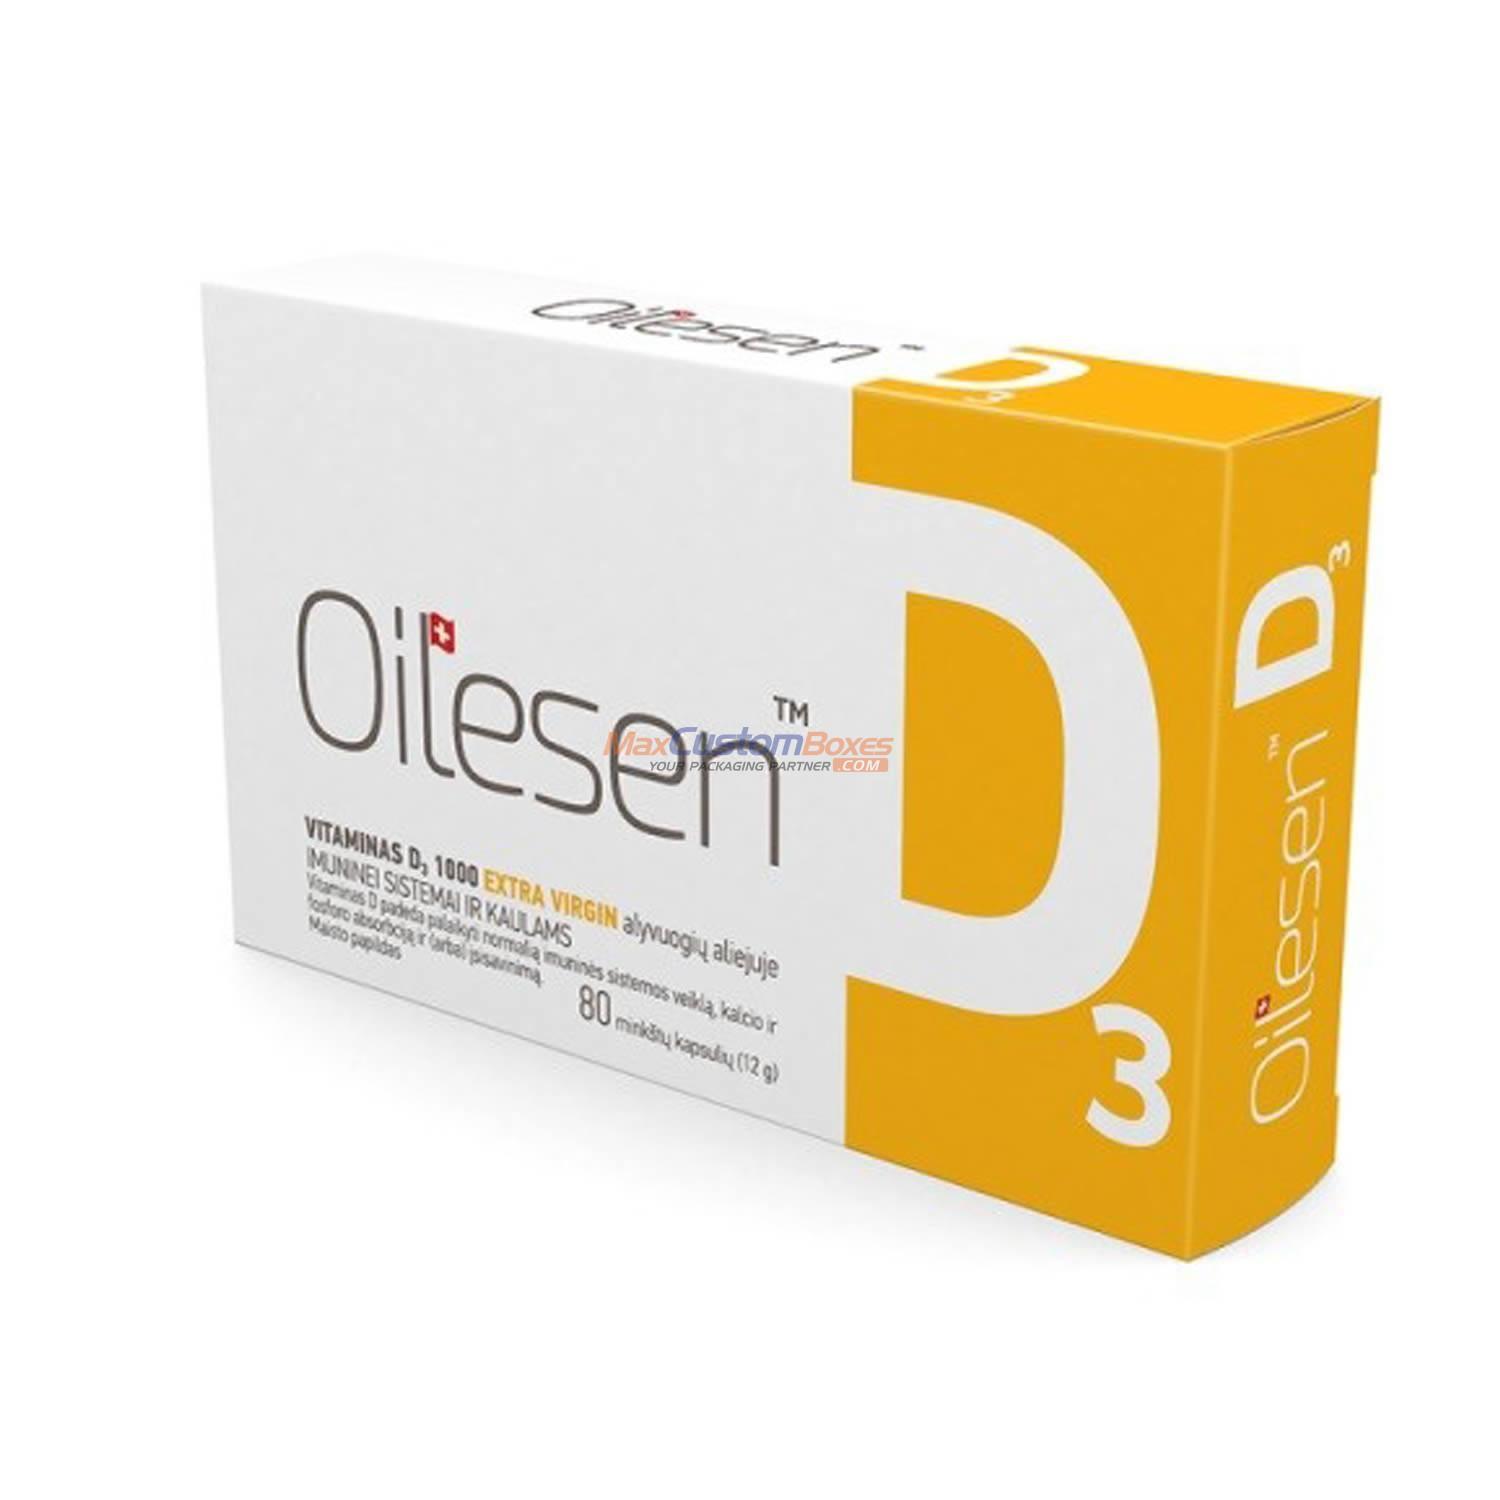 Oilesen™
D3
Oilesen™
D
3
VITAMINAS D₃ 1000 EXTRA VIRGIN alyvuogių aliejuje
IMUNINEI SISTEMAI IR KAULAMS
Vitaminas D padeda palaikyti normalią imuninės sistemos veiklą, kalcio ir
fosforo absorbciją ir (arba) įsisavinimą.
Maisto papildas
80 minkštų kapsulių (12 g)
Oilesen™ D3
MaxCustomBoxes
YOUR PACKAGING PARTNER .COM